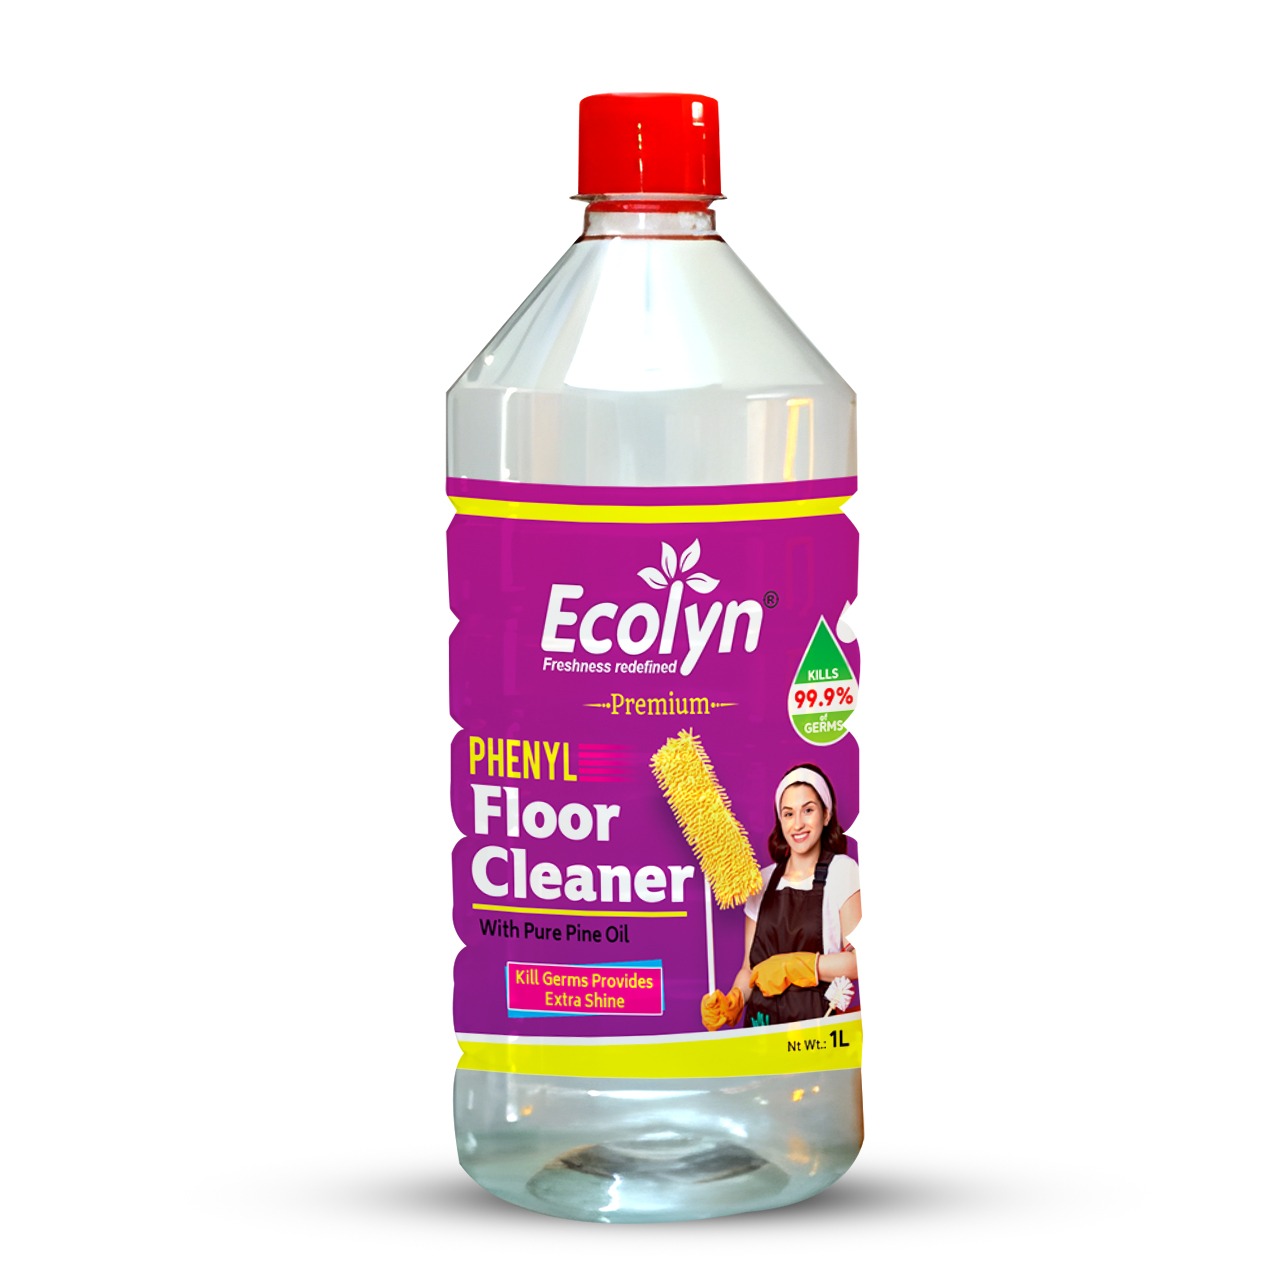 Ecolyn®
Freshness redefined
Premium
KILLS
99.9%
of
GERMS
PHENYL
Floor
Cleaner
With Pure Pine Oil
Kill Germs Provides
Extra Shine
Nt Wt.: 1L